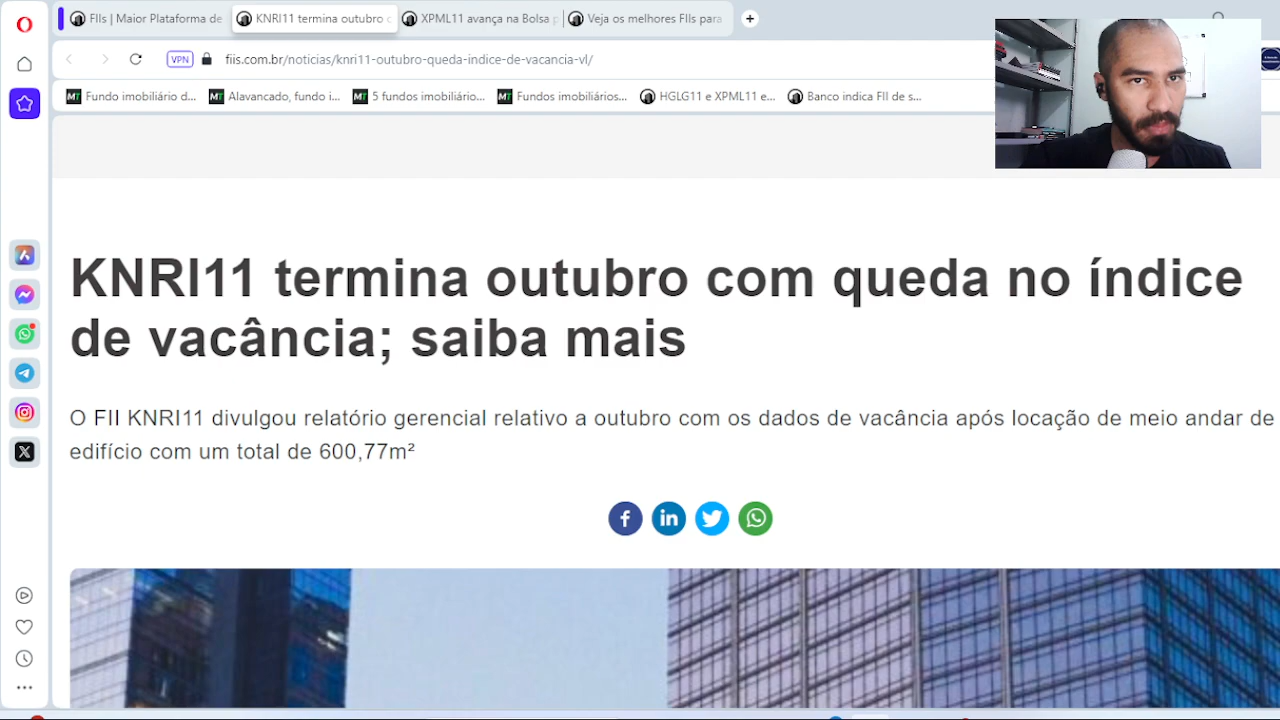 FIIs | Maior Plataforma de
KNRI11 termina outubro c
XPML11 avança na Bolsa p
Veja os melhores FIIs para
VPN
fiis.com.br/noticias/knri11-outubro-queda-indice-de-vacancia-vl/
Fundo imobiliário d...
Alavancado, fundo i...
5 fundos imobiliário...
Fundos imobiliários...
HGLG11 e XPML11 e...
Banco indica FII de s...
KNRI11 termina outubro com queda no índice
de vacância; saiba mais
O FII KNRI11 divulgou relatório gerencial relativo a outubro com os dados de vacância após locação de meio andar de
edifício com um total de 600,77m²